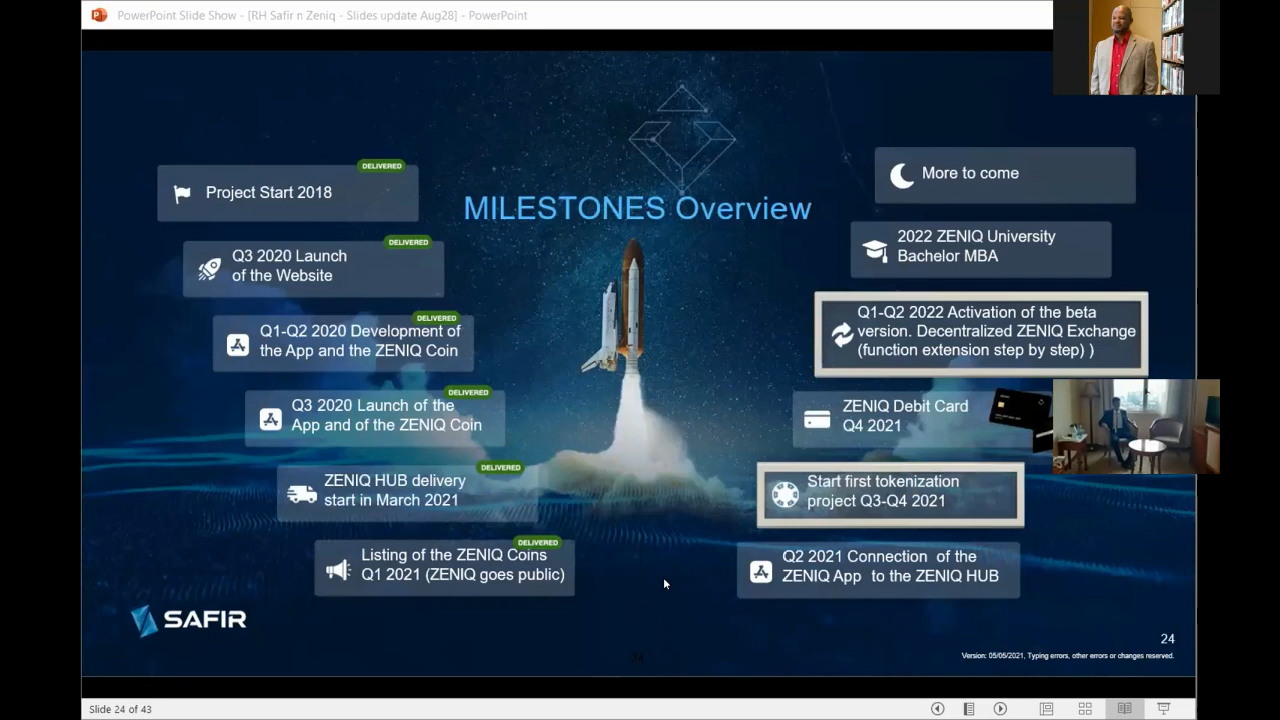 PowerPoint Slide Show - [RH Safir n Zeniq - Slides update Aug28] - PowerPoint
MILESTONES Overview
DELIVERED
Project Start 2018
DELIVERED
Q3 2020 Launch
of the Website
DELIVERED
Q1-Q2 2020 Development of
the App and the ZENIQ Coin
DELIVERED
Q3 2020 Launch of the
App and of the ZENIQ Coin
DELIVERED
ZENIQ HUB delivery
start in March 2021
DELIVERED
Listing of the ZENIQ Coins
Q1 2021 (ZENIQ goes public)
More to come
2022 ZENIQ University
Bachelor MBA
Q1-Q2 2022 Activation of the beta
version. Decentralized ZENIQ Exchange
(function extension step by step) )
ZENIQ Debit Card
Q4 2021
Start first tokenization
project Q3-Q4 2021
Q2 2021 Connection of the
ZENIQ App to the ZENIQ HUB
SAFIR
24
24
Version: 05/05/2021, Typing errors, other errors or changes reserved.
Slide 24 of 43